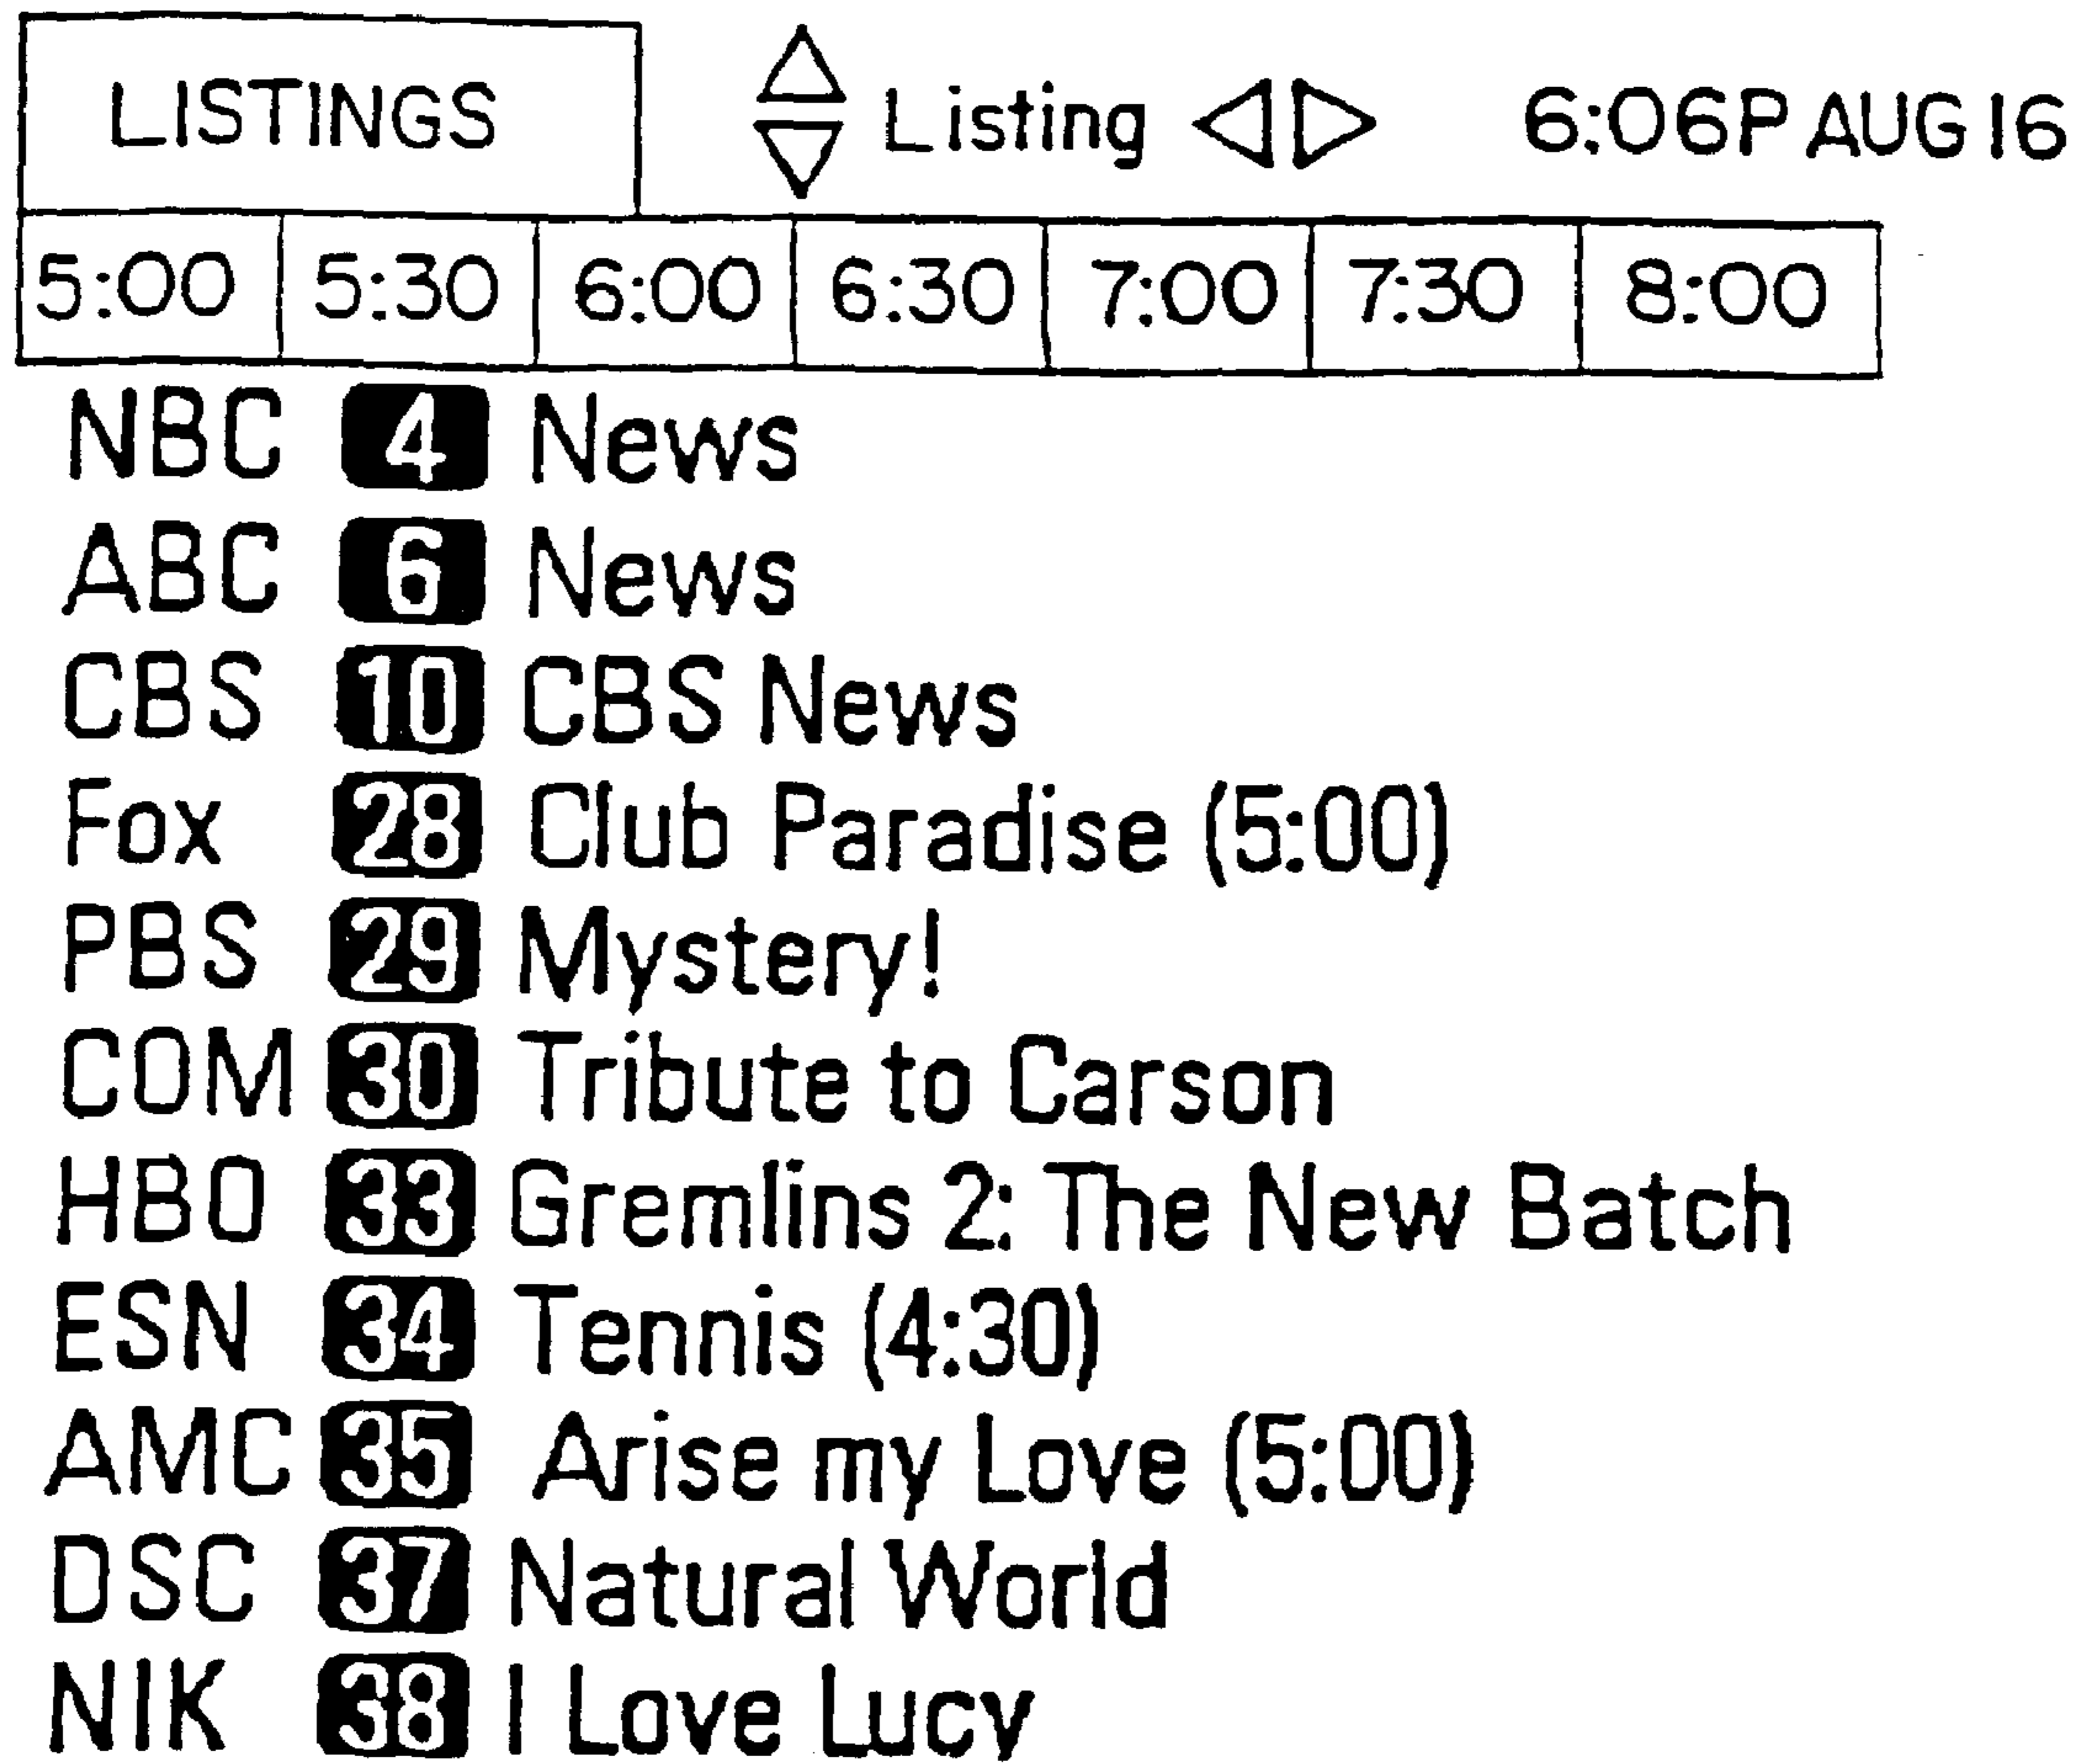 LISTINGS Listing 6:06P AUG 16
5:00 5:30 6:00 6:30 7:00 7:30 8:00
NBC 4 News
ABC 6 News
CBS 10 CBS News
Fox 28 Club Paradise (5:00)
PBS 29 Mystery!
COM 30 Tribute to Carson
HBO 33 Gremlins 2: The New Batch
ESN 34 Tennis (4:30)
AMC 35 Arise my Love (5:00)
DSC 37 Natural World
NIK 38 I Love Lucy